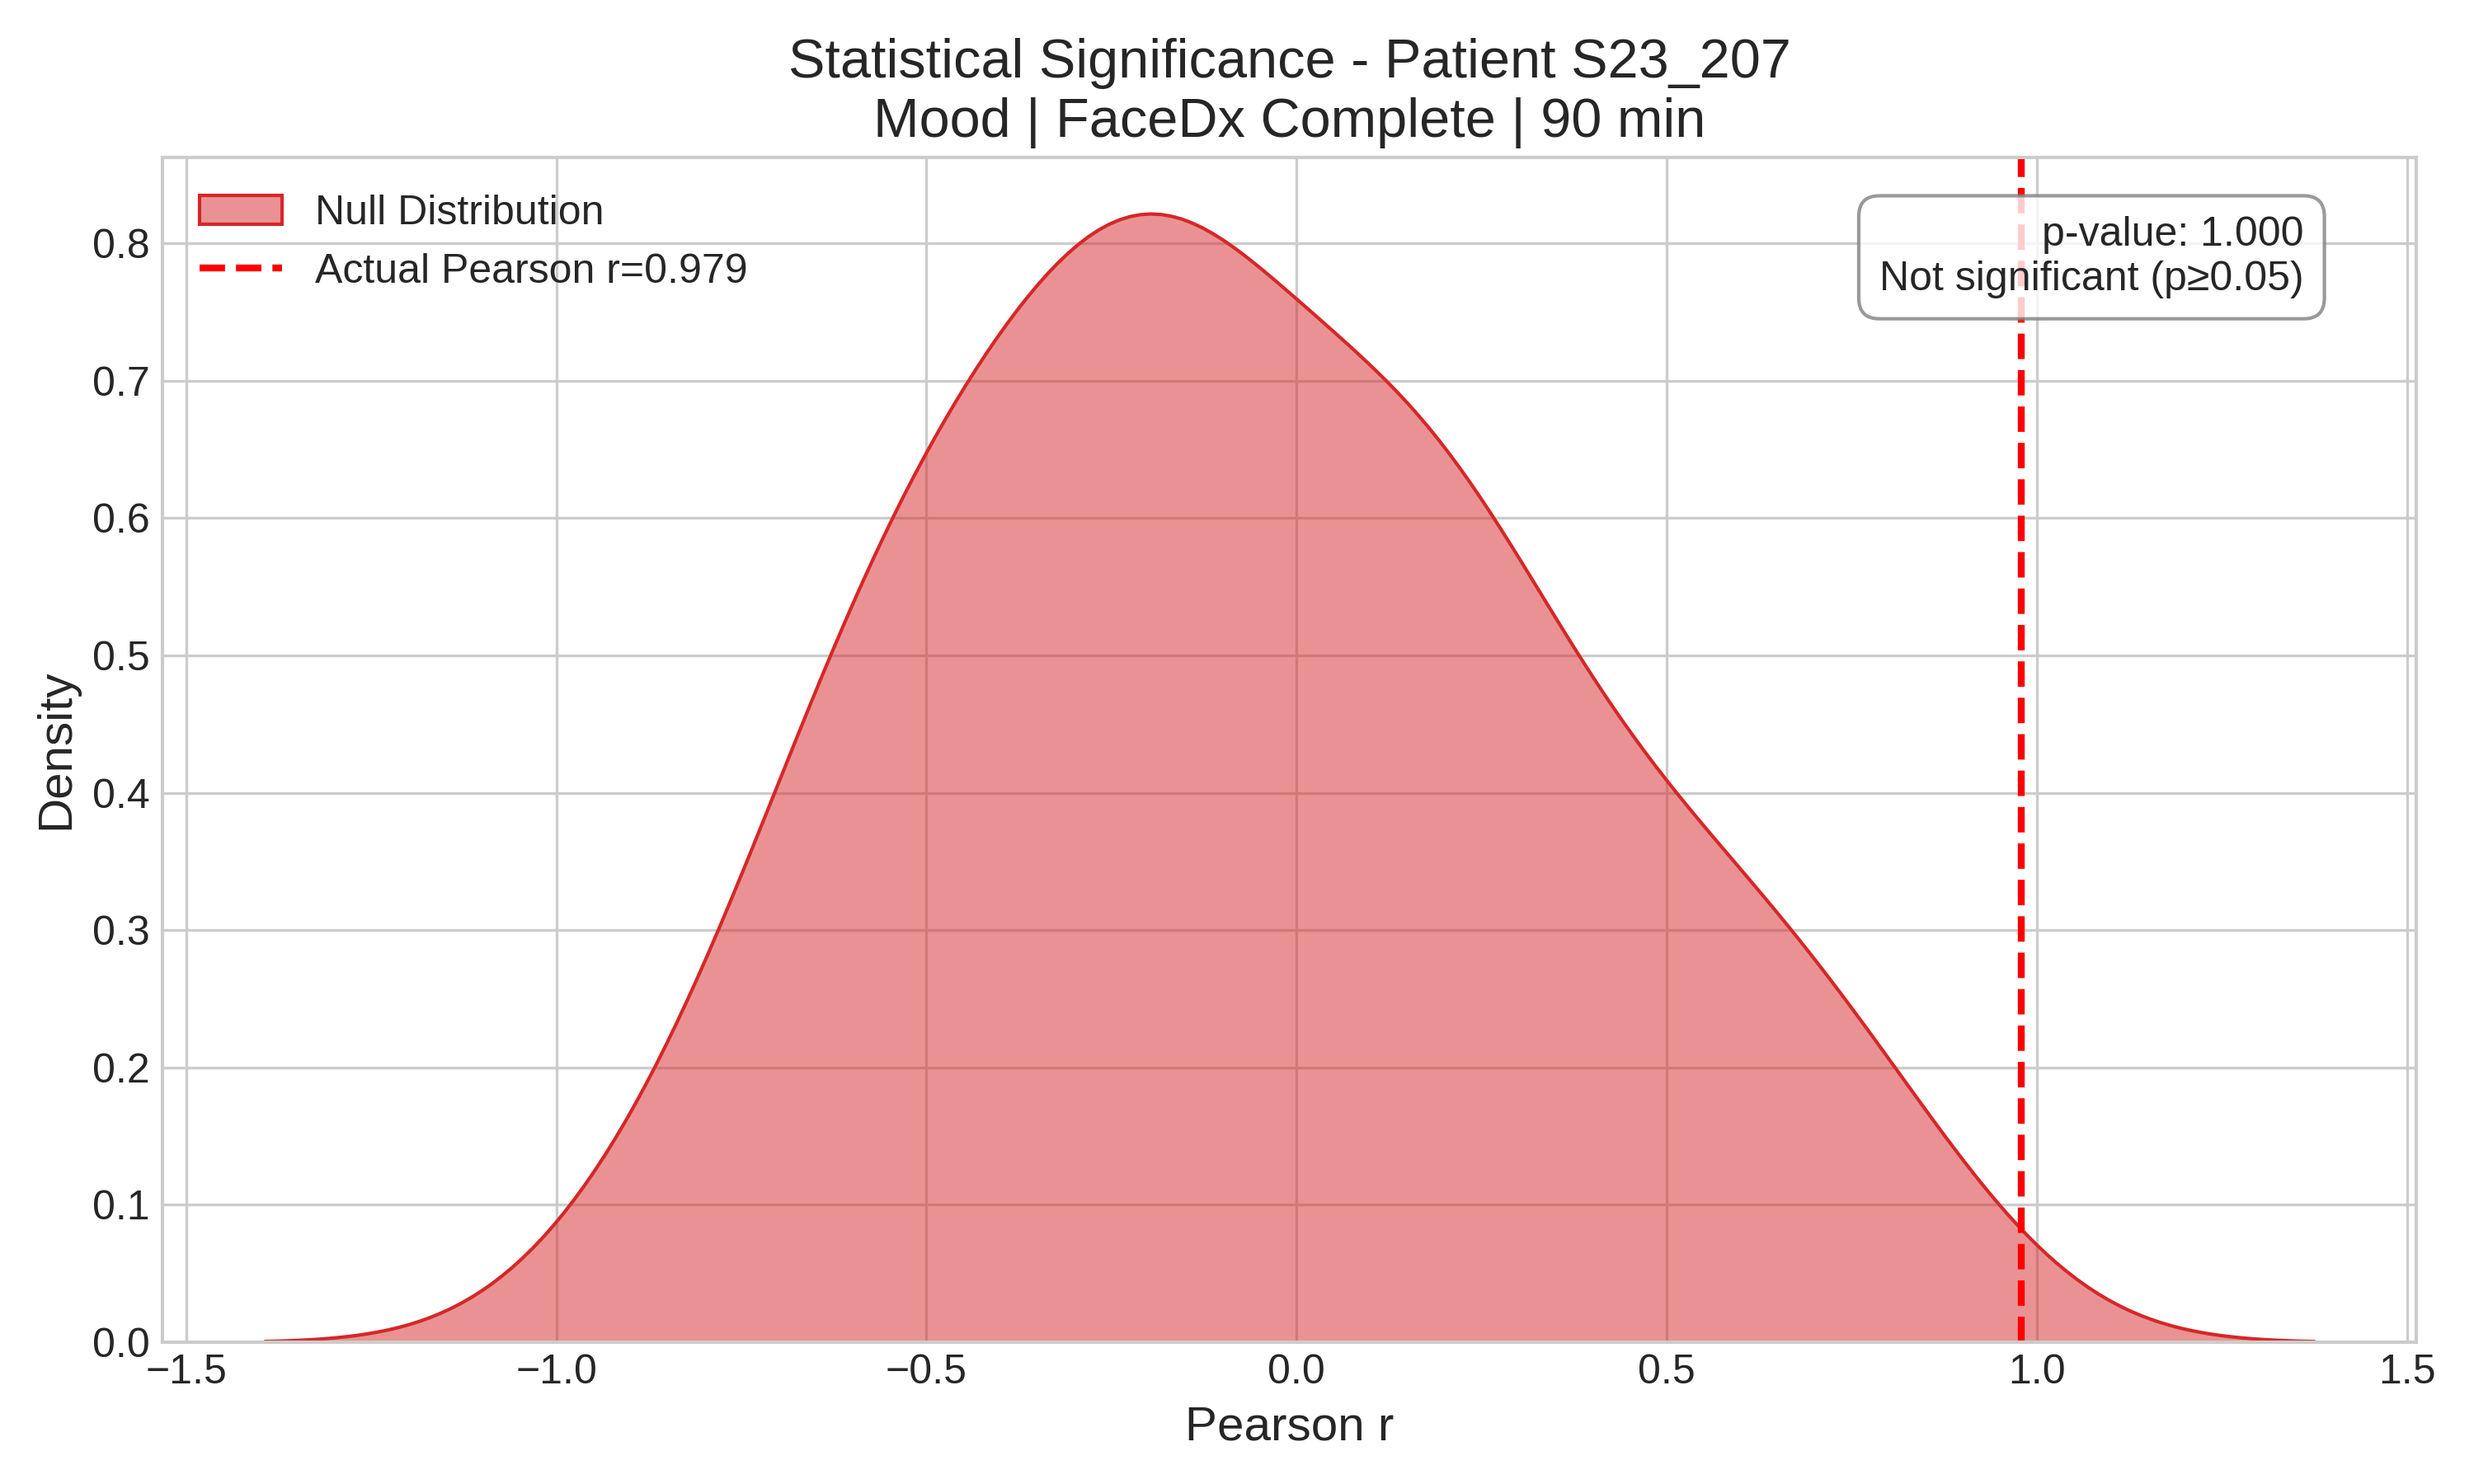 Statistical Significance - Patient S23_207
Mood | FaceDx Complete | 90 min
Null Distribution
Actual Pearson r=0.979
p-value: 1.000
Not significant (p≥0.05)
Density
0.8
0.7
0.6
0.5
0.4
0.3
0.2
0.1
0.0
−1.5 −1.0 −0.5 0.0 0.5 1.0 1.5
Pearson r